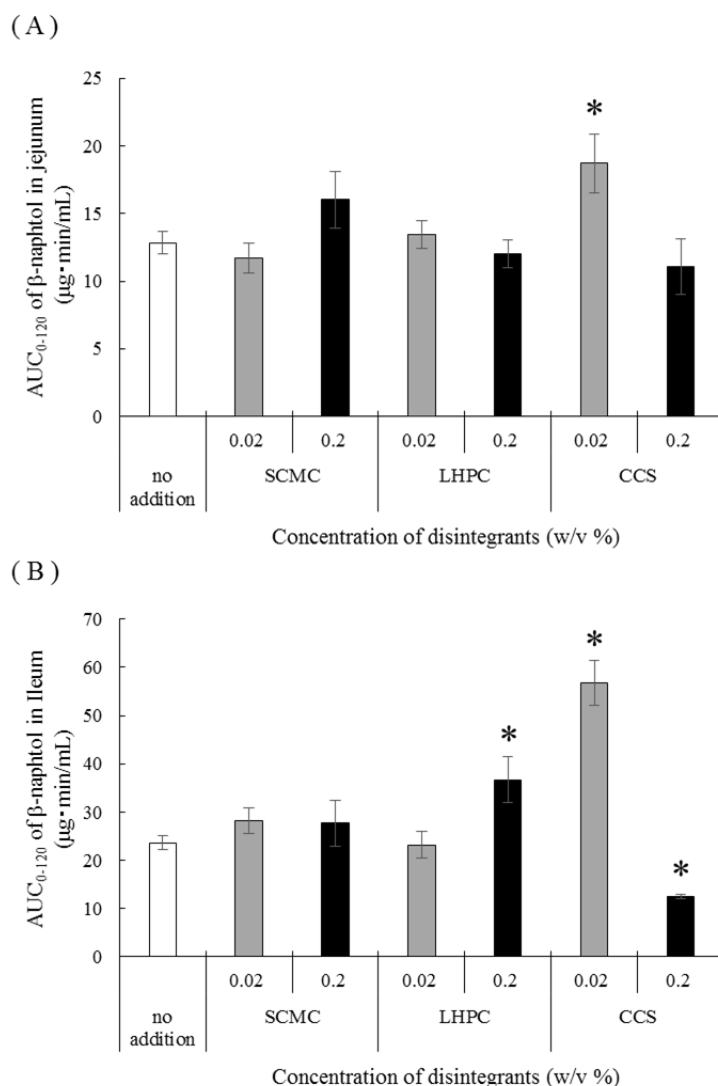 ( A )
AUC0-120 of β-naphtol in jejunum
(μg・min/mL)
25
20
15
10
5
0
*
0.02 0.2 0.02 0.2 0.02 0.2
no
addition
SCMC LHPC CCS
Concentration of disintegrants (w/v %)
( B )
AUC0-120 of β-naphtol in Ileum
(μg・min/mL)
70
60
50
40
30
20
10
0
* * *
0.02 0.2 0.02 0.2 0.02 0.2
no
addition
SCMC LHPC CCS
Concentration of disintegrants (w/v %)